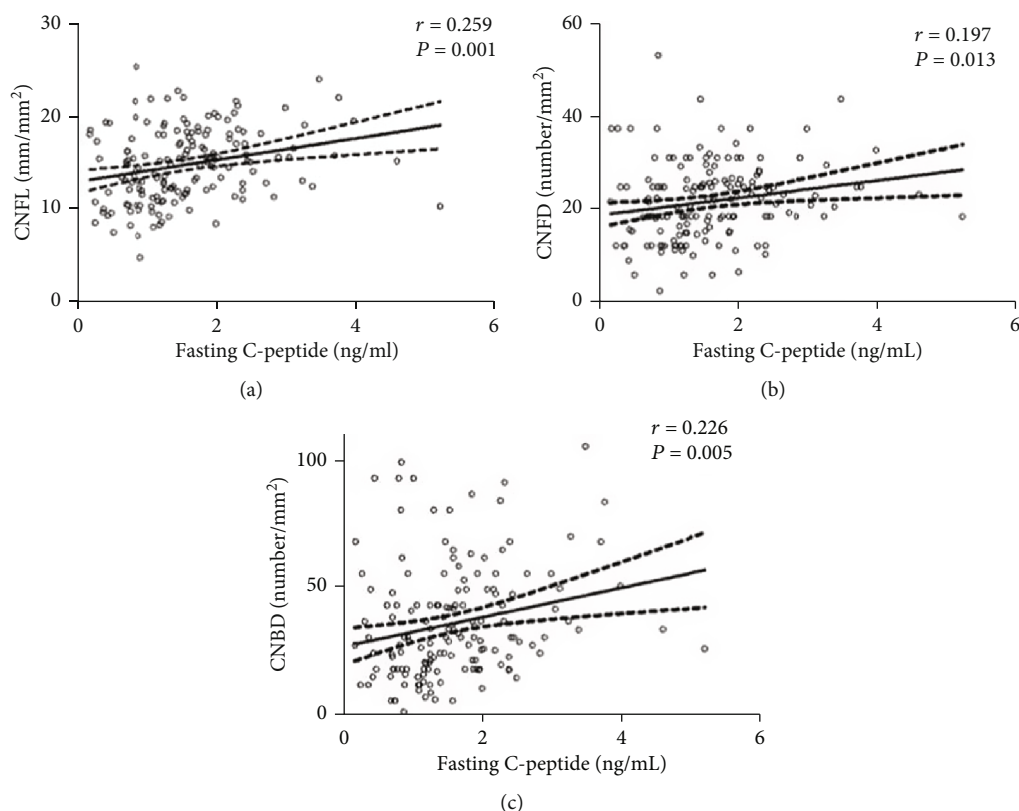 r = 0.259
P = 0.001
30
20
10
0
CNFL (mm/mm²)
0 2 4 6
Fasting C-peptide (ng/ml)
(a)
r = 0.197
P = 0.013
60
40
20
0
CNFD (number/mm²)
0 2 4 6
Fasting C-peptide (ng/mL)
(b)
r = 0.226
P = 0.005
100
50
0
CNBD (number/mm²)
0 2 4 6
Fasting C-peptide (ng/mL)
(c)